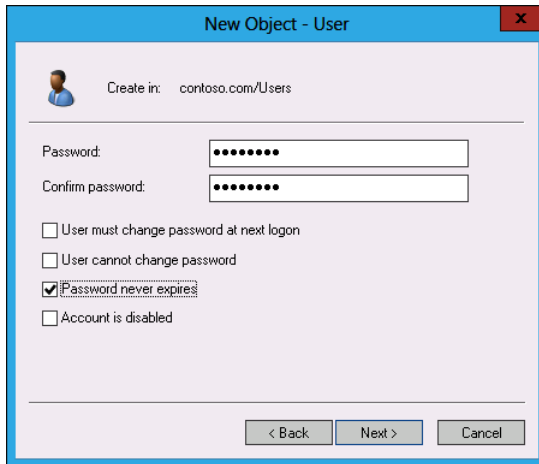 New Object - User
x
Create in: contoso.com/Users
Password: ●●●●●●●●
Confirm password: ●●●●●●●●
User must change password at next logon
User cannot change password
Password never expires
Account is disabled
< Back Next > Cancel